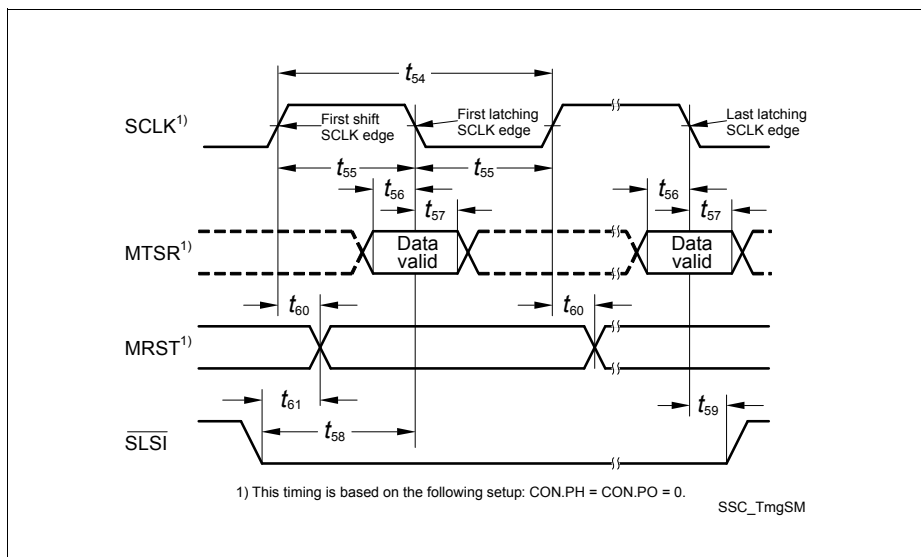 t54
SCLK1)
First shift
SCLK edge
First latching
SCLK edge
Last latching
SCLK edge
t55
t55
t56
t57
t56
t57
MTSR1)
Data
valid
Data
valid
t60
t60
MRST1)
t61
t59
SLSI
t58
1) This timing is based on the following setup: CON.PH = CON.PO = 0.
SSC_TmgSM